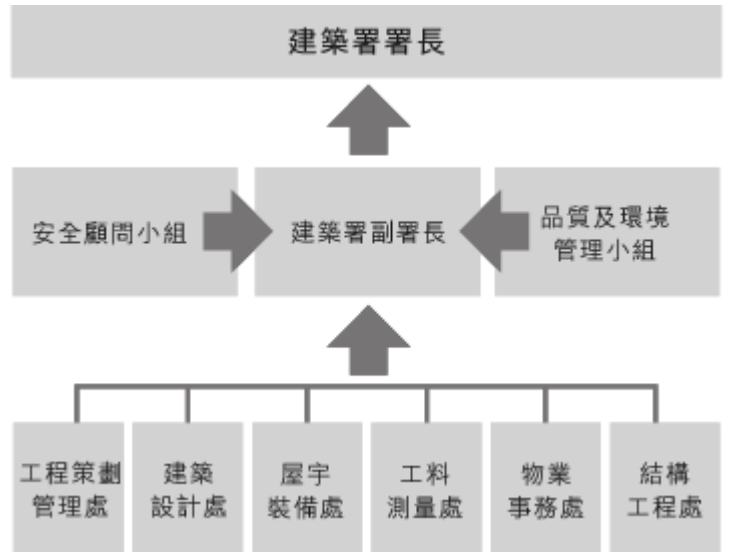 建築署署長
安全顧問小組
建築署副署長
品質及環境
管理小組
工程策劃
管理處
建築
設計處
屋宇
裝備處
工料
測量處
物業
事務處
結構
工程處